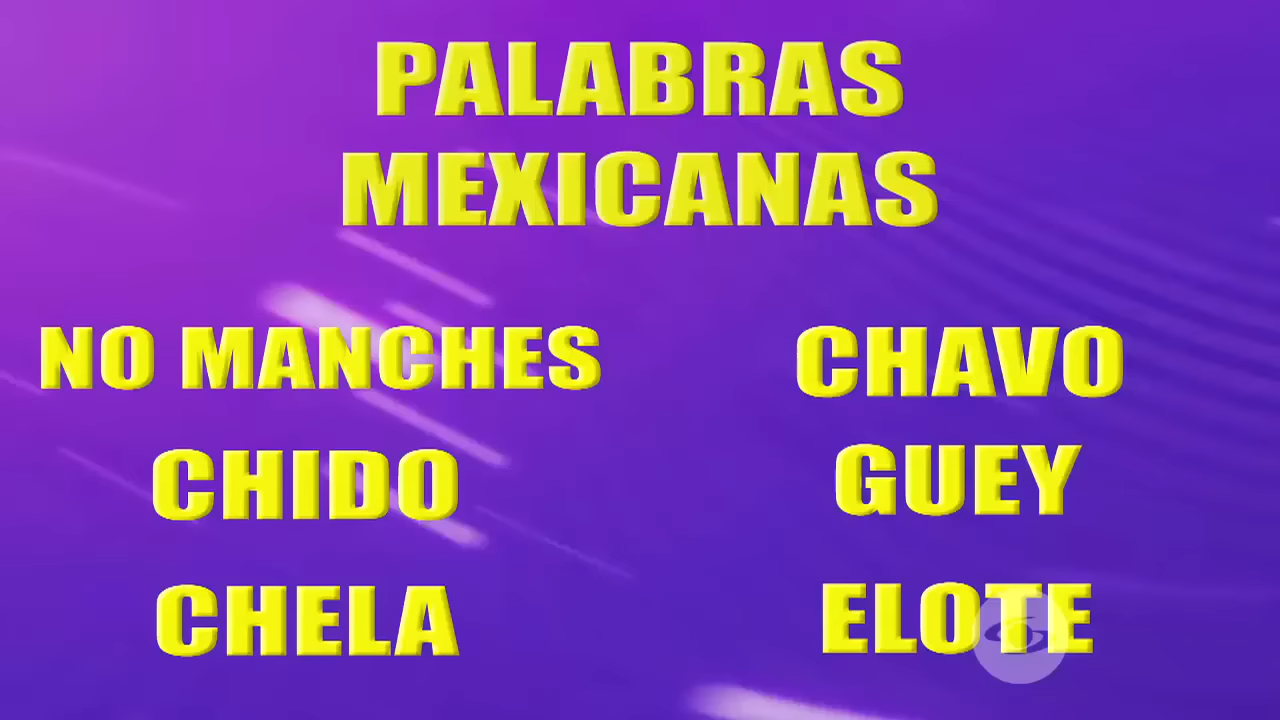 PALABRAS
MEXICANAS
NO MANCHES
CHIDO
CHELA
CHAVO
GUEY
ELOTE